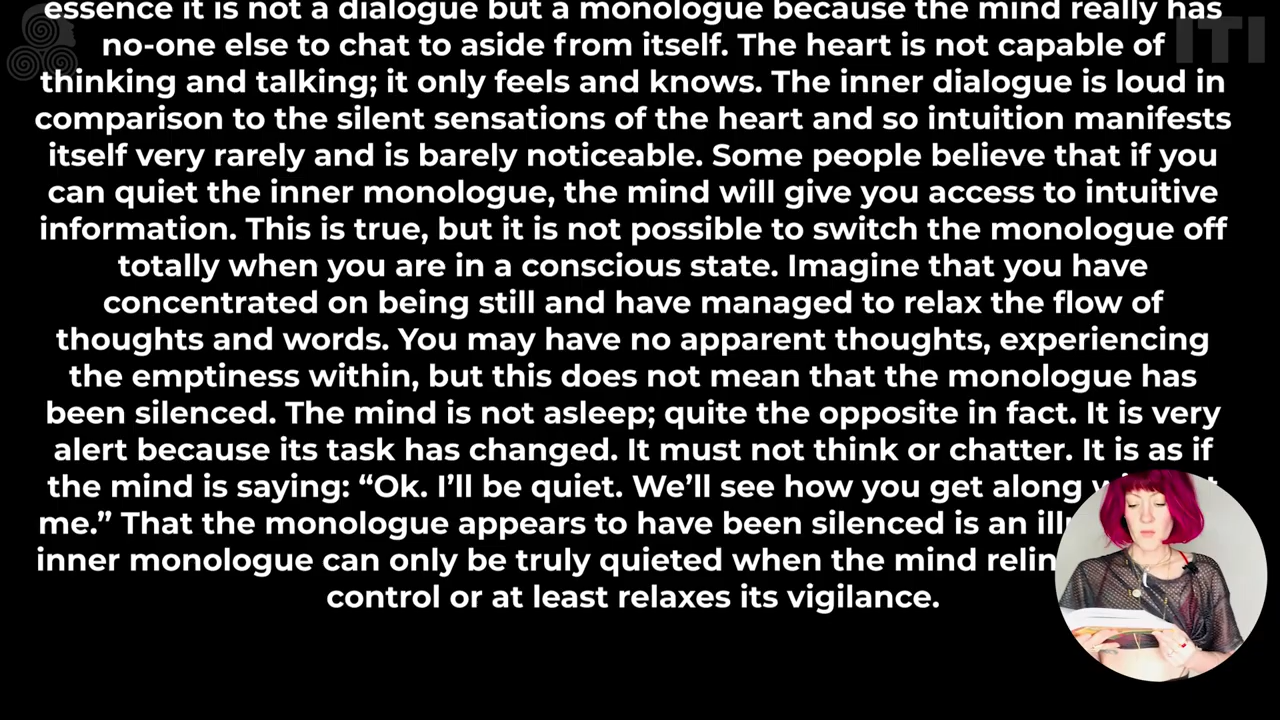 essence it is not a dialogue but a monologue because the mind really has
no-one else to chat to aside from itself. The heart is not capable of
thinking and talking; it only feels and knows. The inner dialogue is loud in
comparison to the silent sensations of the heart and so intuition manifests
itself very rarely and is barely noticeable. Some people believe that if you
can quiet the inner monologue, the mind will give you access to intuitive
information. This is true, but it is not possible to switch the monologue off
totally when you are in a conscious state. Imagine that you have
concentrated on being still and have managed to relax the flow of
thoughts and words. You may have no apparent thoughts, experiencing
the emptiness within, but this does not mean that the monologue has
been silenced. The mind is not asleep; quite the opposite in fact. It is very
alert because its task has changed. It must not think or chatter. It is as if
the mind is saying: “Ok. I’ll be quiet. We’ll see how you get along
me.” That the monologue appears to have been silenced is an
inner monologue can only be truly quieted when the mind
control or at least relaxes its vigilance.
ITI